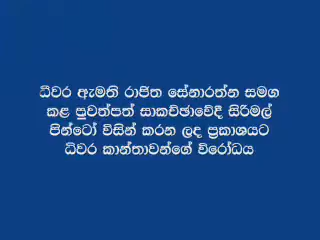 ධීවර ඇමති රාජිත සේනාරත්න සමග
කළ පුවත්පත් සාකච්ඡාවේදී සිරිමල්
පින්ටෝ විසින් කරන ලද ප්‍රකාශයට
ධිවර කාන්තාවන්ගේ විරෝධය